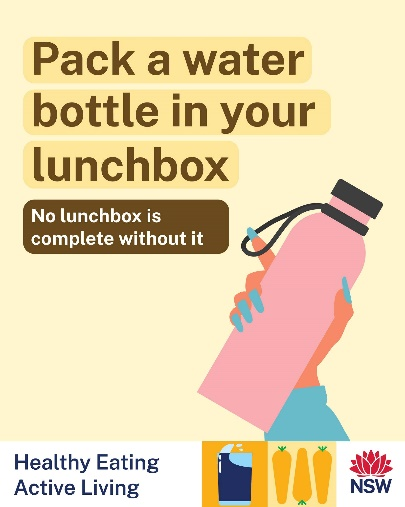 Pack a water
bottle in your
lunchbox
No lunchbox is
complete without it
Healthy Eating
Active Living
NSW